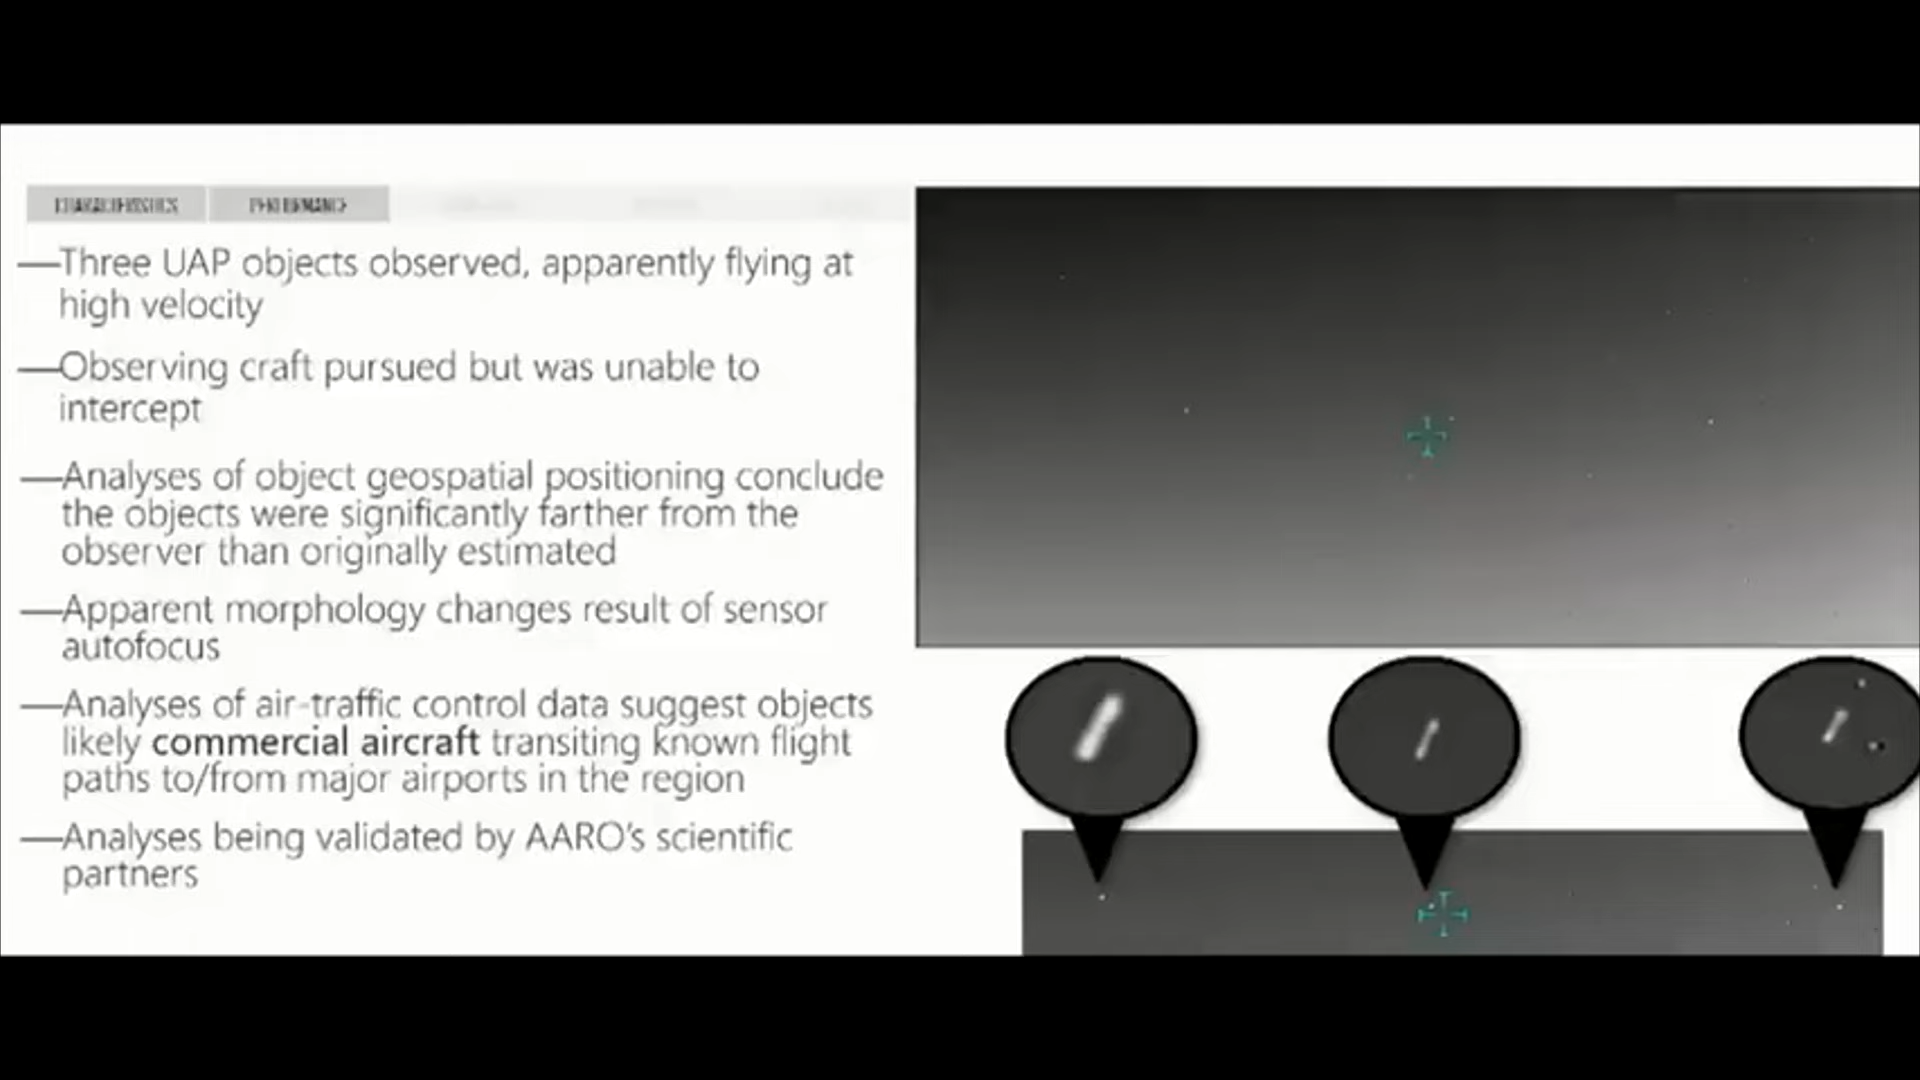 CHARACTERISTICS PERFORMANCE
—Three UAP objects observed, apparently flying at
high velocity
—Observing craft pursued but was unable to
intercept
—Analyses of object geospatial positioning conclude
the objects were significantly farther from the
observer than originally estimated
—Apparent morphology changes result of sensor
autofocus
—Analyses of air-traffic control data suggest objects
likely commercial aircraft transiting known flight
paths to/from major airports in the region
—Analyses being validated by AARO's scientific
partners